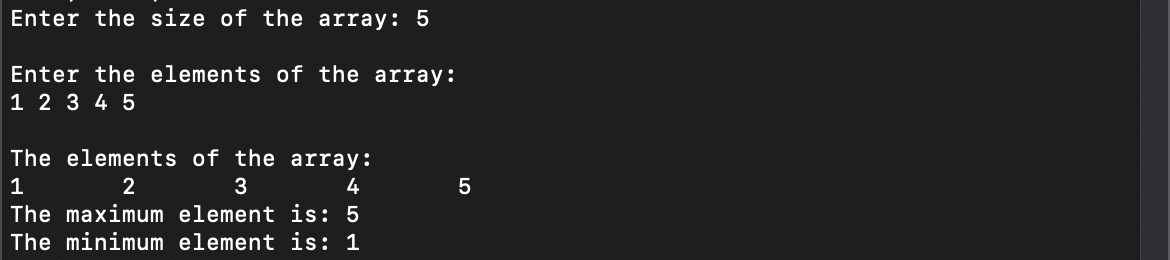 Enter the size of the array: 5
Enter the elements of the array:
1 2 3 4 5
The elements of the array:
1 2 3 4 5
The maximum element is: 5
The minimum element is: 1